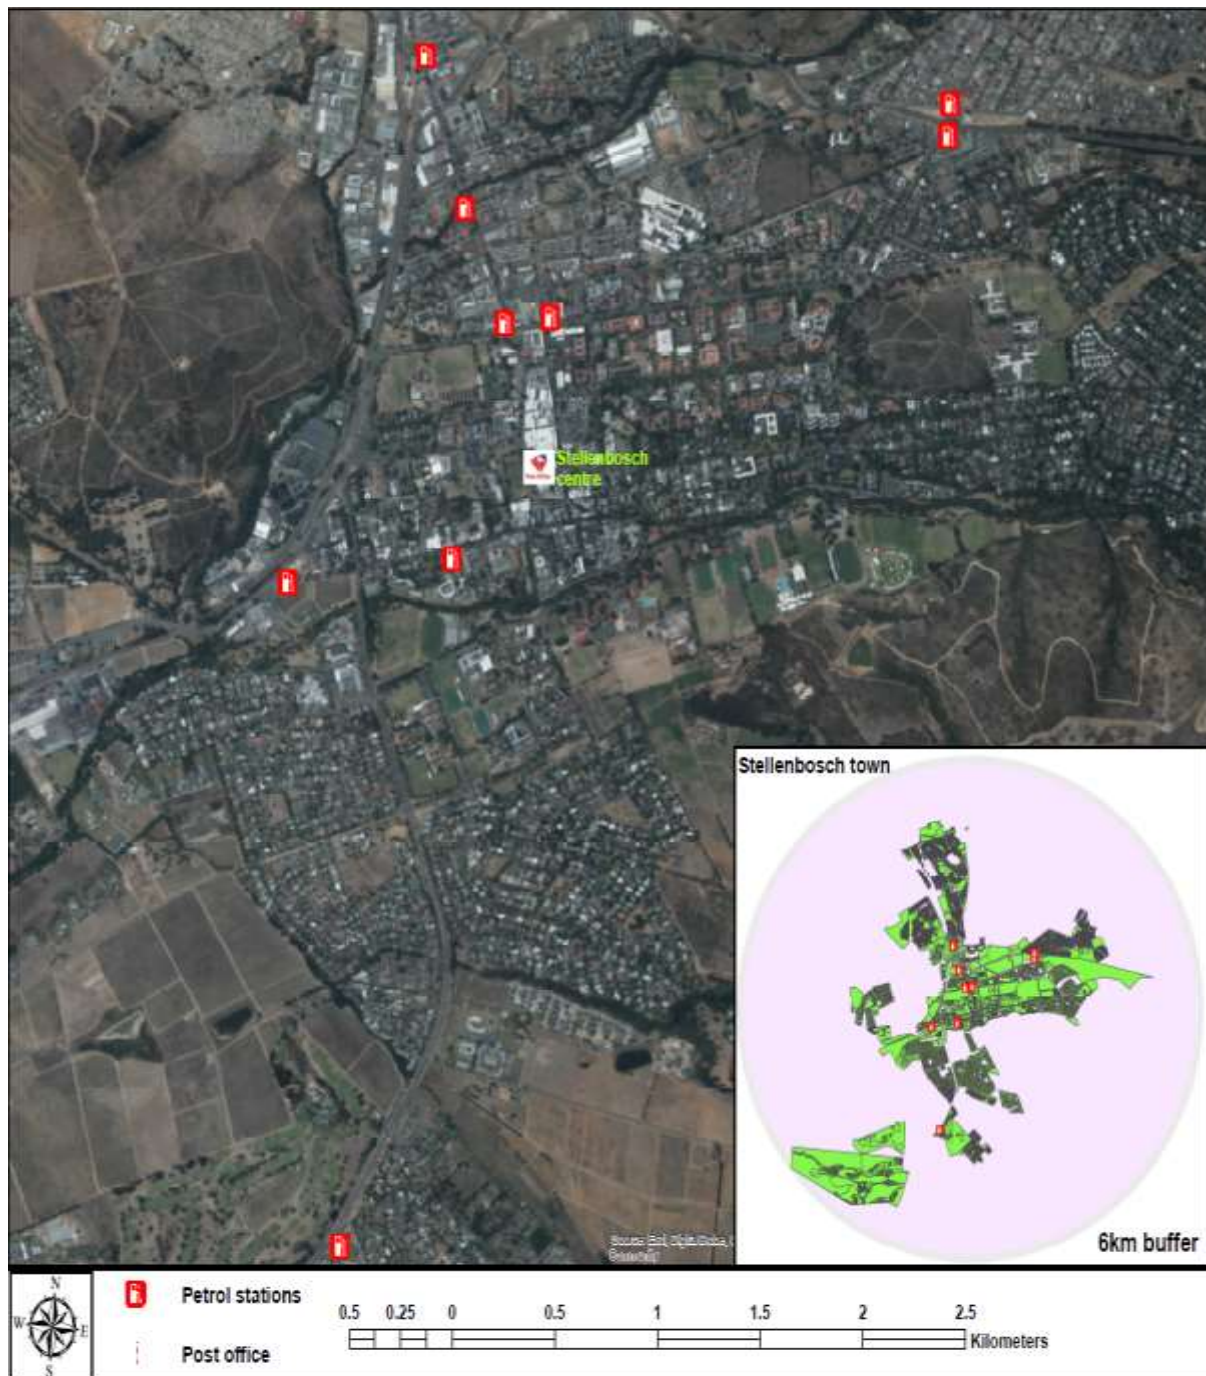 Stellenbosch
centre
Stellenbosch town
6km buffer
N
W
E
S
Petrol stations
Post office
0.5 0.25 0 0.5 1 1.5 2 2.5
Kilometers